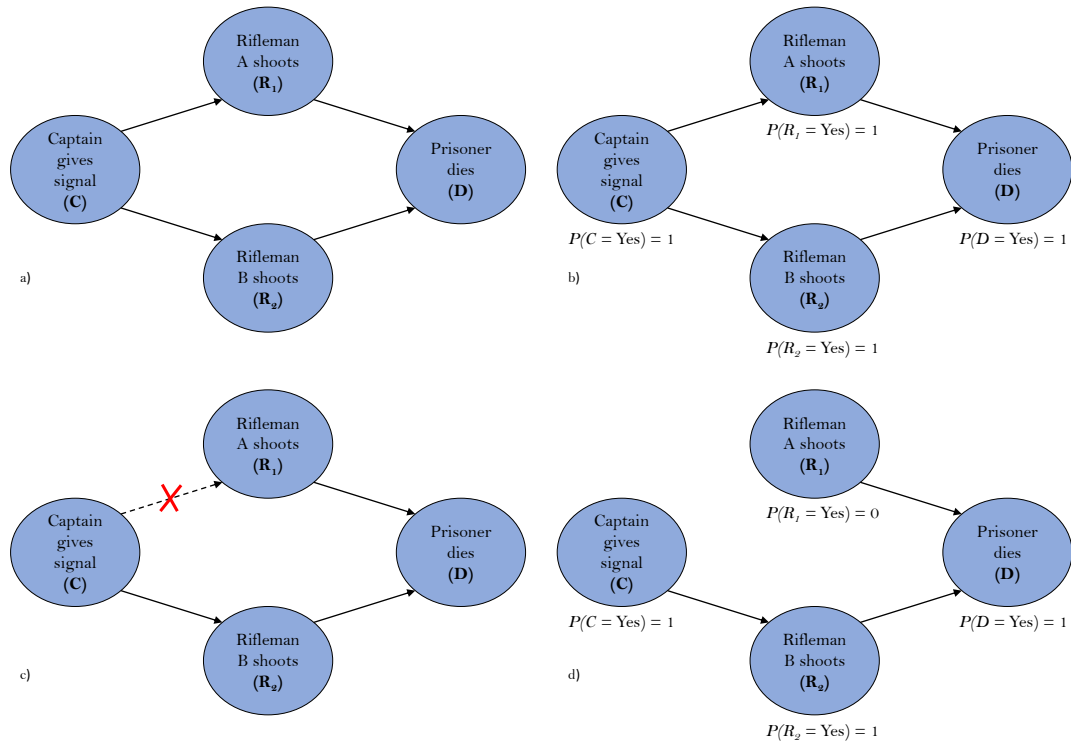 Rifleman
A shoots
(R₁)
Captain
gives
signal
(C)
Prisoner
dies
(D)
Rifleman
B shoots
(R₂)
a)
Rifleman
A shoots
(R₁)
P(R₁ = Yes) = 1
Captain
gives
signal
(C)
P(C = Yes) = 1
Prisoner
dies
(D)
P(D = Yes) = 1
Rifleman
B shoots
(R₂)
P(R₂ = Yes) = 1
b)
Rifleman
A shoots
(R₁)
Captain
gives
signal
(C)
Prisoner
dies
(D)
Rifleman
B shoots
(R₂)
c)
Rifleman
A shoots
(R₁)
P(R₁ = Yes) = 0
Captain
gives
signal
(C)
P(C = Yes) = 1
Prisoner
dies
(D)
P(D = Yes) = 1
Rifleman
B shoots
(R₂)
P(R₂ = Yes) = 1
d)